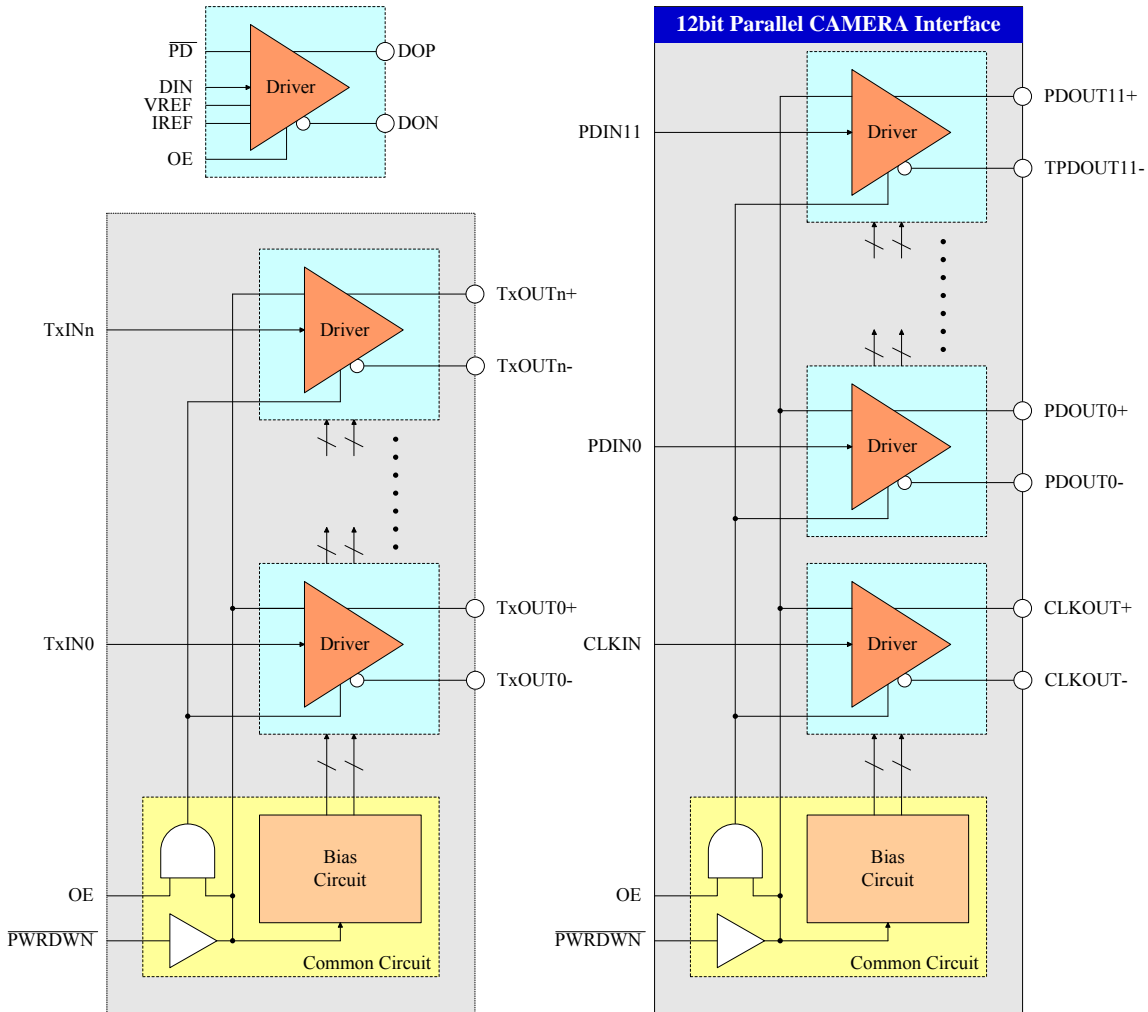 PD
DIN
VREF
IREF
OE
Driver
DOP
DON
TxINn
Driver
TxOUTn+
TxOUTn-
TxIN0
Driver
TxOUT0+
TxOUT0-
Bias
Circuit
OE
PWRDWN
Common Circuit
12bit Parallel CAMERA Interface
PDIN11
Driver
PDOUT11+
TPDOUT11-
PDIN0
Driver
PDOUT0+
PDOUT0-
CLKIN
Driver
CLKOUT+
CLKOUT-
Bias
Circuit
OE
PWRDWN
Common Circuit